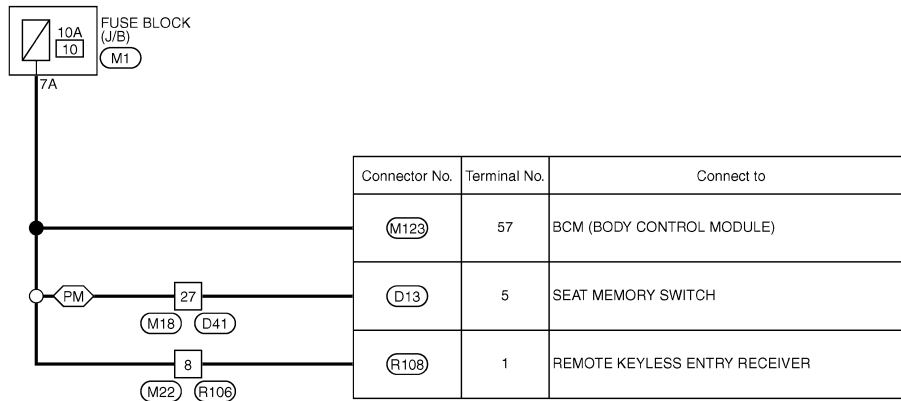 FUSE BLOCK
(J/B)
10A
10
M1
7A
Connector No. Terminal No. Connect to
M123 57 BCM (BODY CONTROL MODULE)
PM 27 D13 5 SEAT MEMORY SWITCH
M18 D41
8 R108 1 REMOTE KEYLESS ENTRY RECEIVER
M22 R106